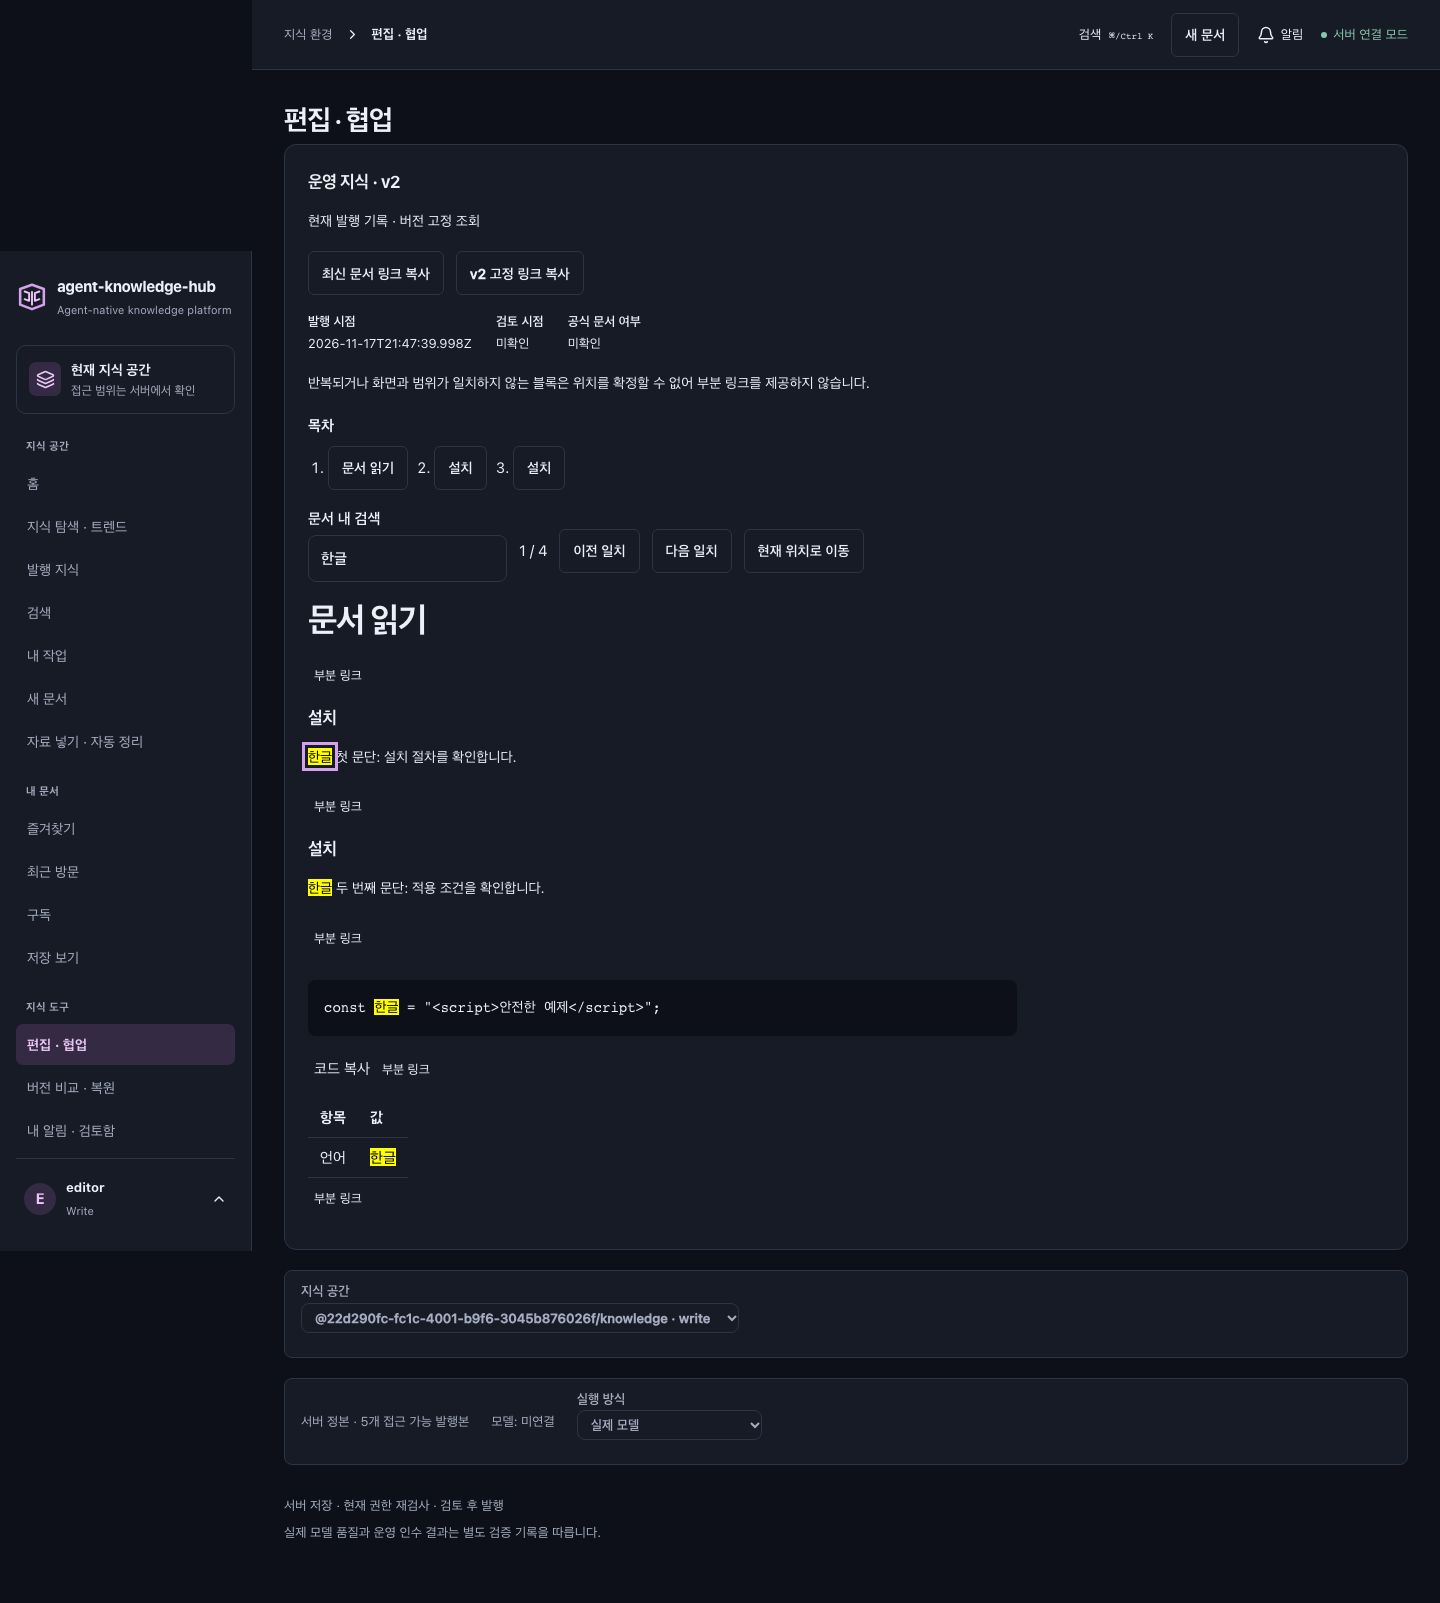 지식 환경 > 편집 · 협업
검색 ⌘/Ctrl K
새 문서
알림
서버 연결 모드
agent-knowledge-hub
Agent-native knowledge platform
현재 지식 공간
접근 범위는 서버에서 확인
지식 공간
홈
지식 탐색 · 트렌드
발행 지식
검색
내 작업
새 문서
자료 넣기 · 자동 정리
내 문서
즐겨찾기
최근 방문
구독
저장 보기
지식 도구
편집 · 협업
버전 비교 · 복원
내 알림 · 검토함
E
editor
Write
편집 · 협업
운영 지식 · v2
현재 발행 기록 · 버전 고정 조회
최신 문서 링크 복사
v2 고정 링크 복사
발행 시점
2026-11-17T21:47:39.998Z
검토 시점
미확인
공식 문서 여부
미확인
반복되거나 화면과 범위가 일치하지 않는 블록은 위치를 확정할 수 없어 부분 링크를 제공하지 않습니다.
목차
1. 문서 읽기
2. 설치
3. 설치
문서 내 검색
한글
1 / 4
이전 일치
다음 일치
현재 위치로 이동
문서 읽기
부분 링크
설치
한글 첫 문단: 설치 절차를 확인합니다.
부분 링크
설치
한글 두 번째 문단: 적용 조건을 확인합니다.
부분 링크
const 한글 = "<script>안전한 예제</script>";
코드 복사 부분 링크
항목 값
언어 한글
부분 링크
지식 공간
@22d290fc-fc1c-4001-b9f6-3045b876026f/knowledge · write
서버 정본 · 5개 접근 가능 발행본
모델: 미연결
실행 방식
실제 모델
서버 저장 · 현재 권한 재검사 · 검토 후 발행
실제 모델 품질과 운영 인수 결과는 별도 검증 기록을 따릅니다.